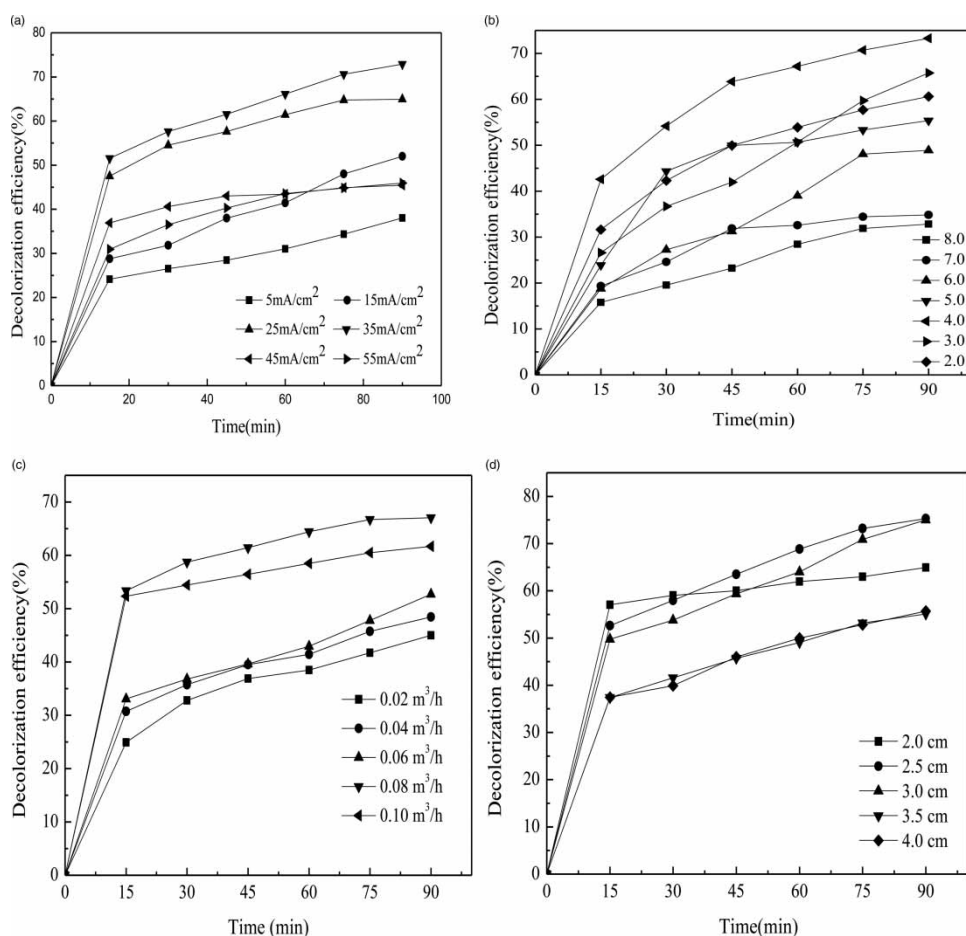 (a)
80
70
60
50
40
30
20
10
0
Decolorization efficiency(%)
5mA/cm²
15mA/cm²
25mA/cm²
35mA/cm²
45mA/cm²
55mA/cm²
20
40
60
80
100
Time(min)
(b)
70
60
50
40
30
20
10
0
Decolorization efficiency(%)
8.0
7.0
6.0
5.0
4.0
3.0
2.0
0
15
30
45
60
75
90
Time(min)
(c)
70
60
50
40
30
20
10
0
Decolorization efficiency(%)
0.02 m³/h
0.04 m³/h
0.06 m³/h
0.08 m³/h
0.10 m³/h
0
15
30
45
60
75
90
Time (min)
(d)
80
70
60
50
40
30
20
10
0
Decolorization efficiency(%)
2.0 cm
2.5 cm
3.0 cm
3.5 cm
4.0 cm
0
15
30
45
60
75
90
Time(min)